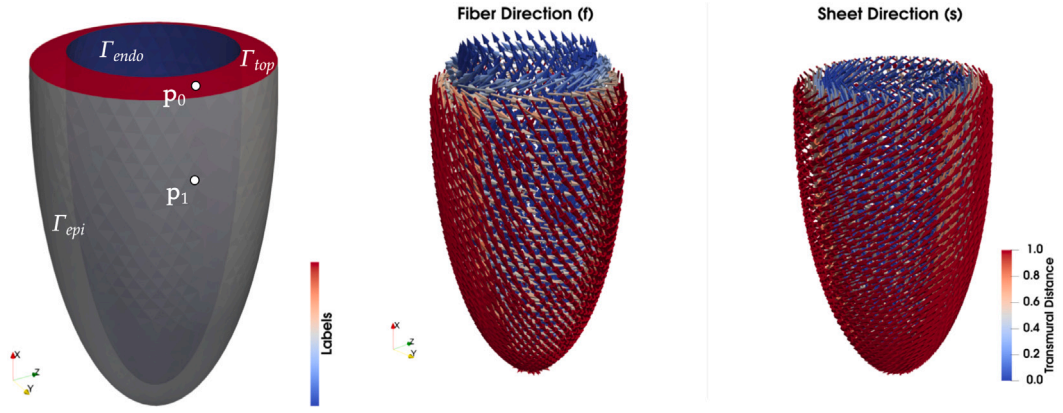 Γendo
Γtop
p0
p1
Γepi
Labels
X
Z
Y
Fiber Direction (f)
X
Z
Y
Sheet Direction (s)
1.0
0.8
0.6
0.4
0.2
0.0
Transmural Distance